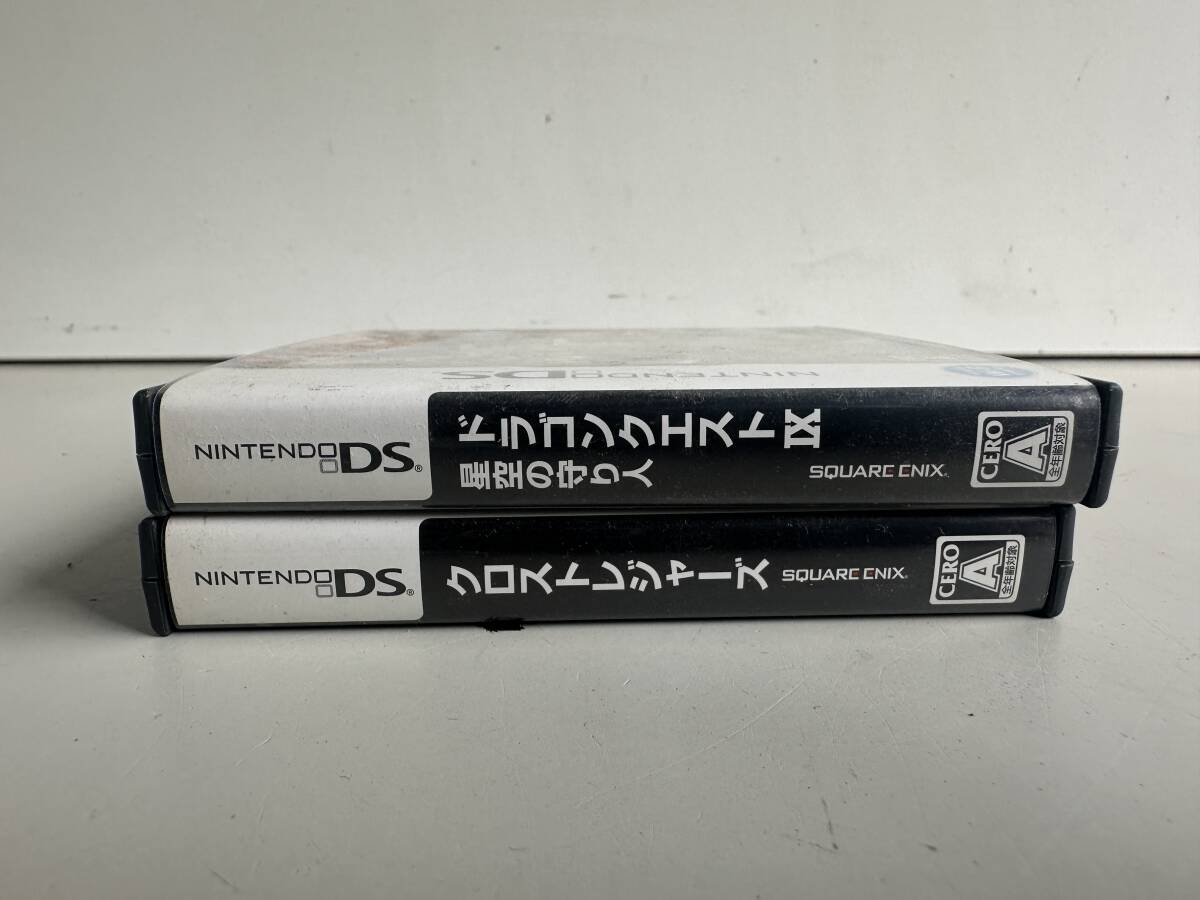 NINTENDO DS
NINTENDO DS®
ドラゴンクエストIX
星空の守り人
SQUARE ENIX®
CERO
A
全年齢対象
NINTENDO DS®
クロストレジャーズ
SQUARE ENIX®
CERO
A
全年齢対象